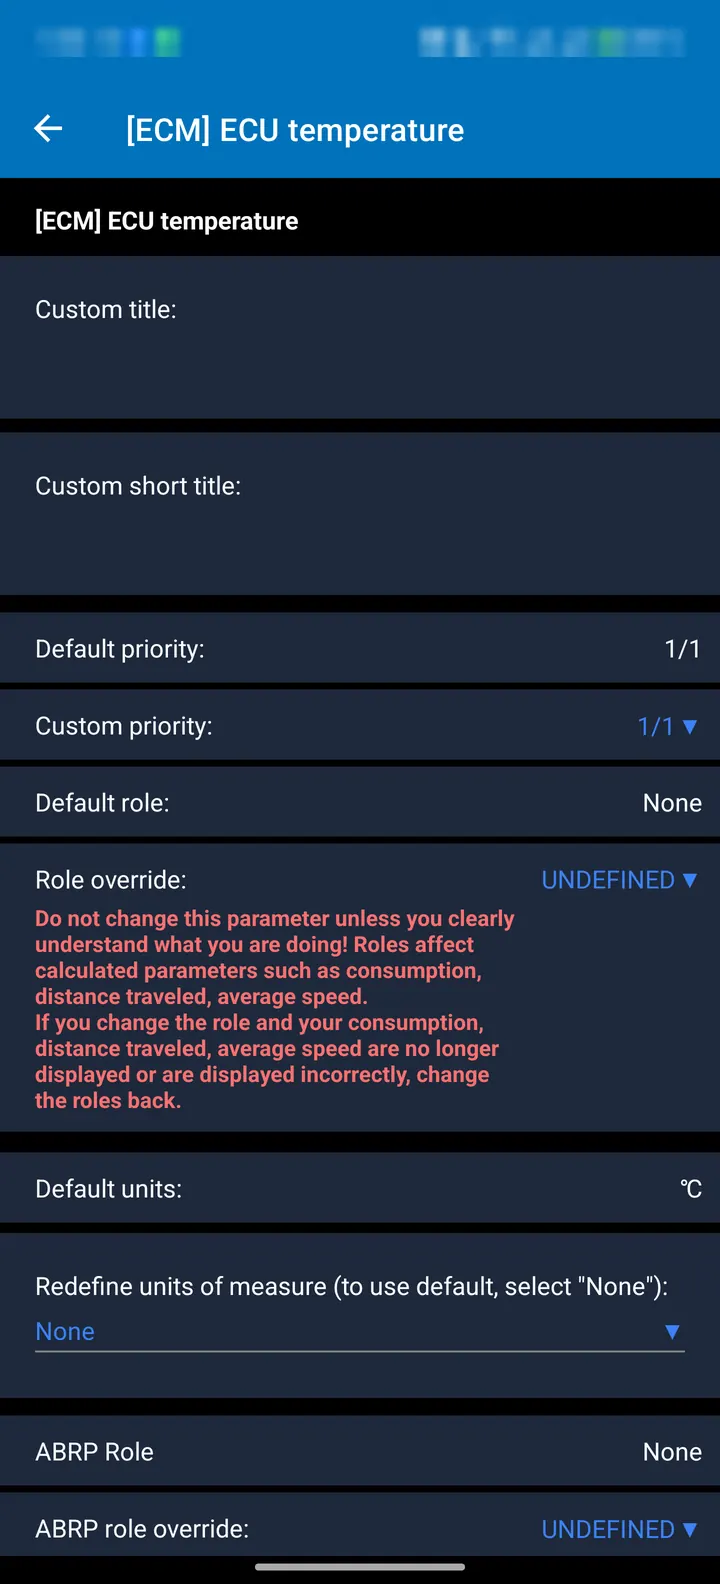 [ECM] ECU temperature
[ECM] ECU temperature
Custom title:
Custom short title:
Default priority: 1/1
Custom priority: 1/1 ▼
Default role: None
Role override: UNDEFINED ▼
Do not change this parameter unless you clearly
understand what you are doing! Roles affect
calculated parameters such as consumption,
distance traveled, average speed.
If you change the role and your consumption,
distance traveled, average speed are no longer
displayed or are displayed incorrectly, change
the roles back.
Default units: °C
Redefine units of measure (to use default, select "None"):
None ▼
ABRP Role None
ABRP role override: UNDEFINED ▼